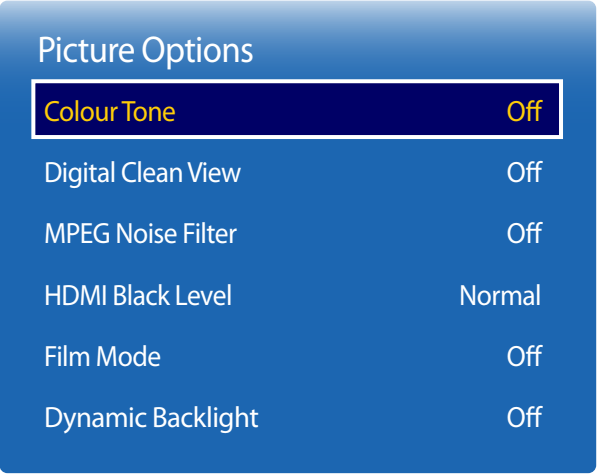 Picture Options
Colour Tone Off
Digital Clean View Off
MPEG Noise Filter Off
HDMI Black Level Normal
Film Mode Off
Dynamic Backlight Off